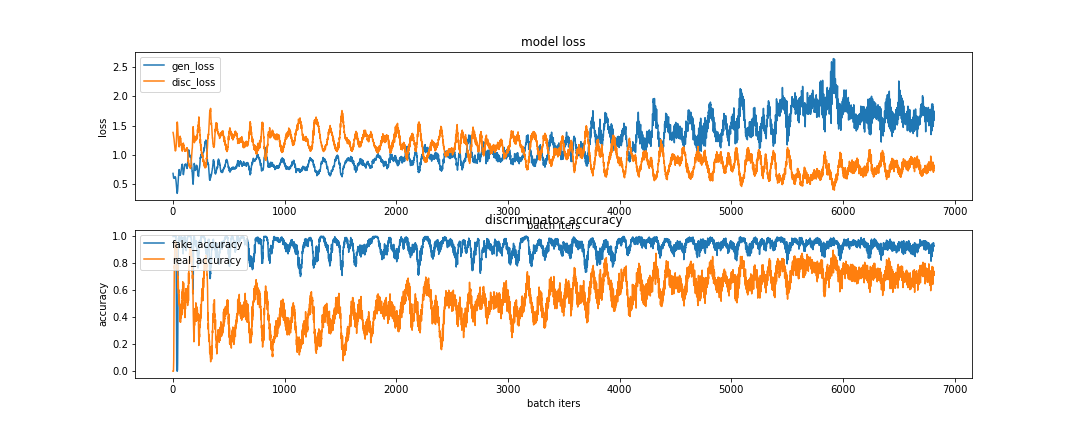 model loss
gen_loss
disc_loss
2.5
2.0
1.5
1.0
0.5
loss
0 1000 2000 3000 4000 5000 6000 7000
batch iters
discriminator accuracy
fake_accuracy
real_accuracy
1.0
0.8
0.6
0.4
0.2
0.0
accuracy
0 1000 2000 3000 4000 5000 6000 7000
batch iters